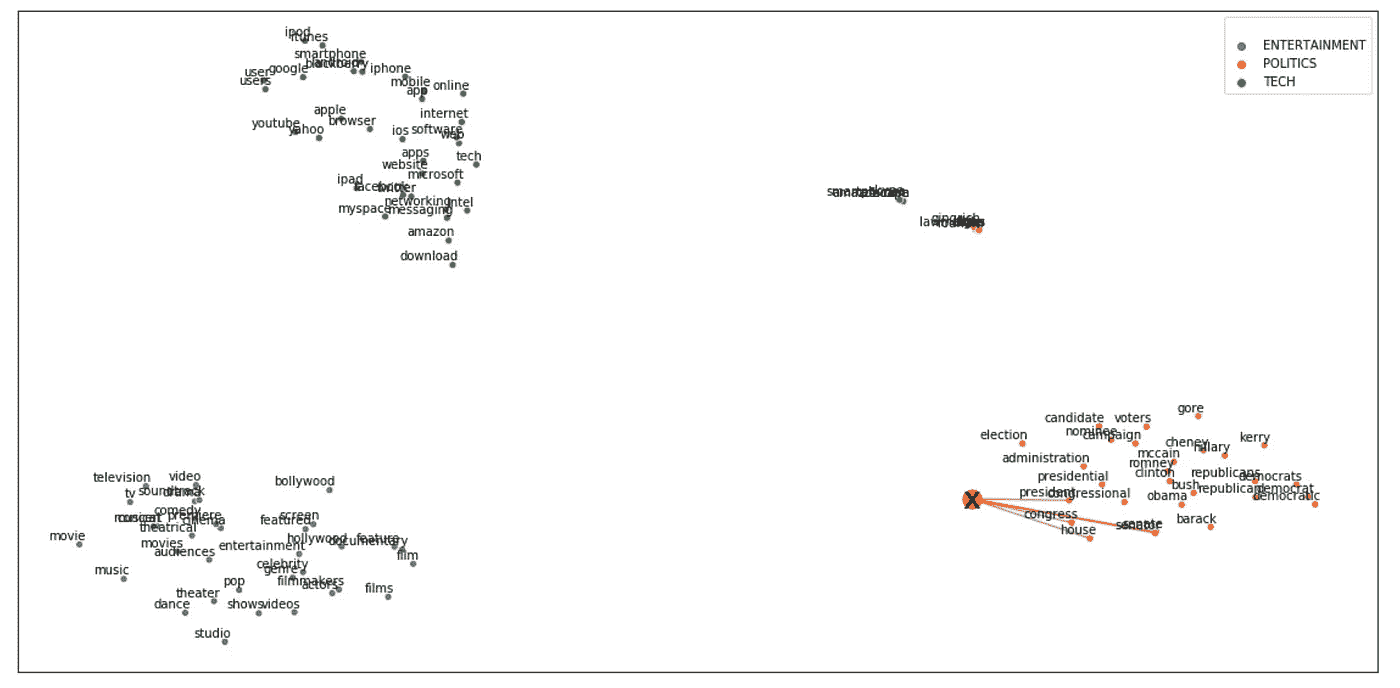 ENTERTAINMENT
POLITICS
TECH
ipod
itunes
smartphone
blackberry
iphone
google
user
users
mobile
app
online
apple
internet
youtube
yahoo
browser
ios
software
web
apps
tech
website
microsoft
ipad
facebook
twitter
networking
intel
myspace
messaging
amazon
download
gingrich
gore
candidate
voters
nominee
campaign
election
cheney
hillary
kerry
mccain
administration
romney
clinton
republicans
democrats
presidential
bush
republican
democrat
president
congressional
obama
democratic
X
congress
senate
senator
barack
house
television
video
bollywood
tv
soundtrack
drama
comedy
premiere
screen
musical
concert
cinema
featured
theatrical
movie
movies
hollywood
feature
documentary
audiences
entertainment
film
celebrity
genre
music
pop
filmmakers
actors
films
theater
dance
shows
videos
studio